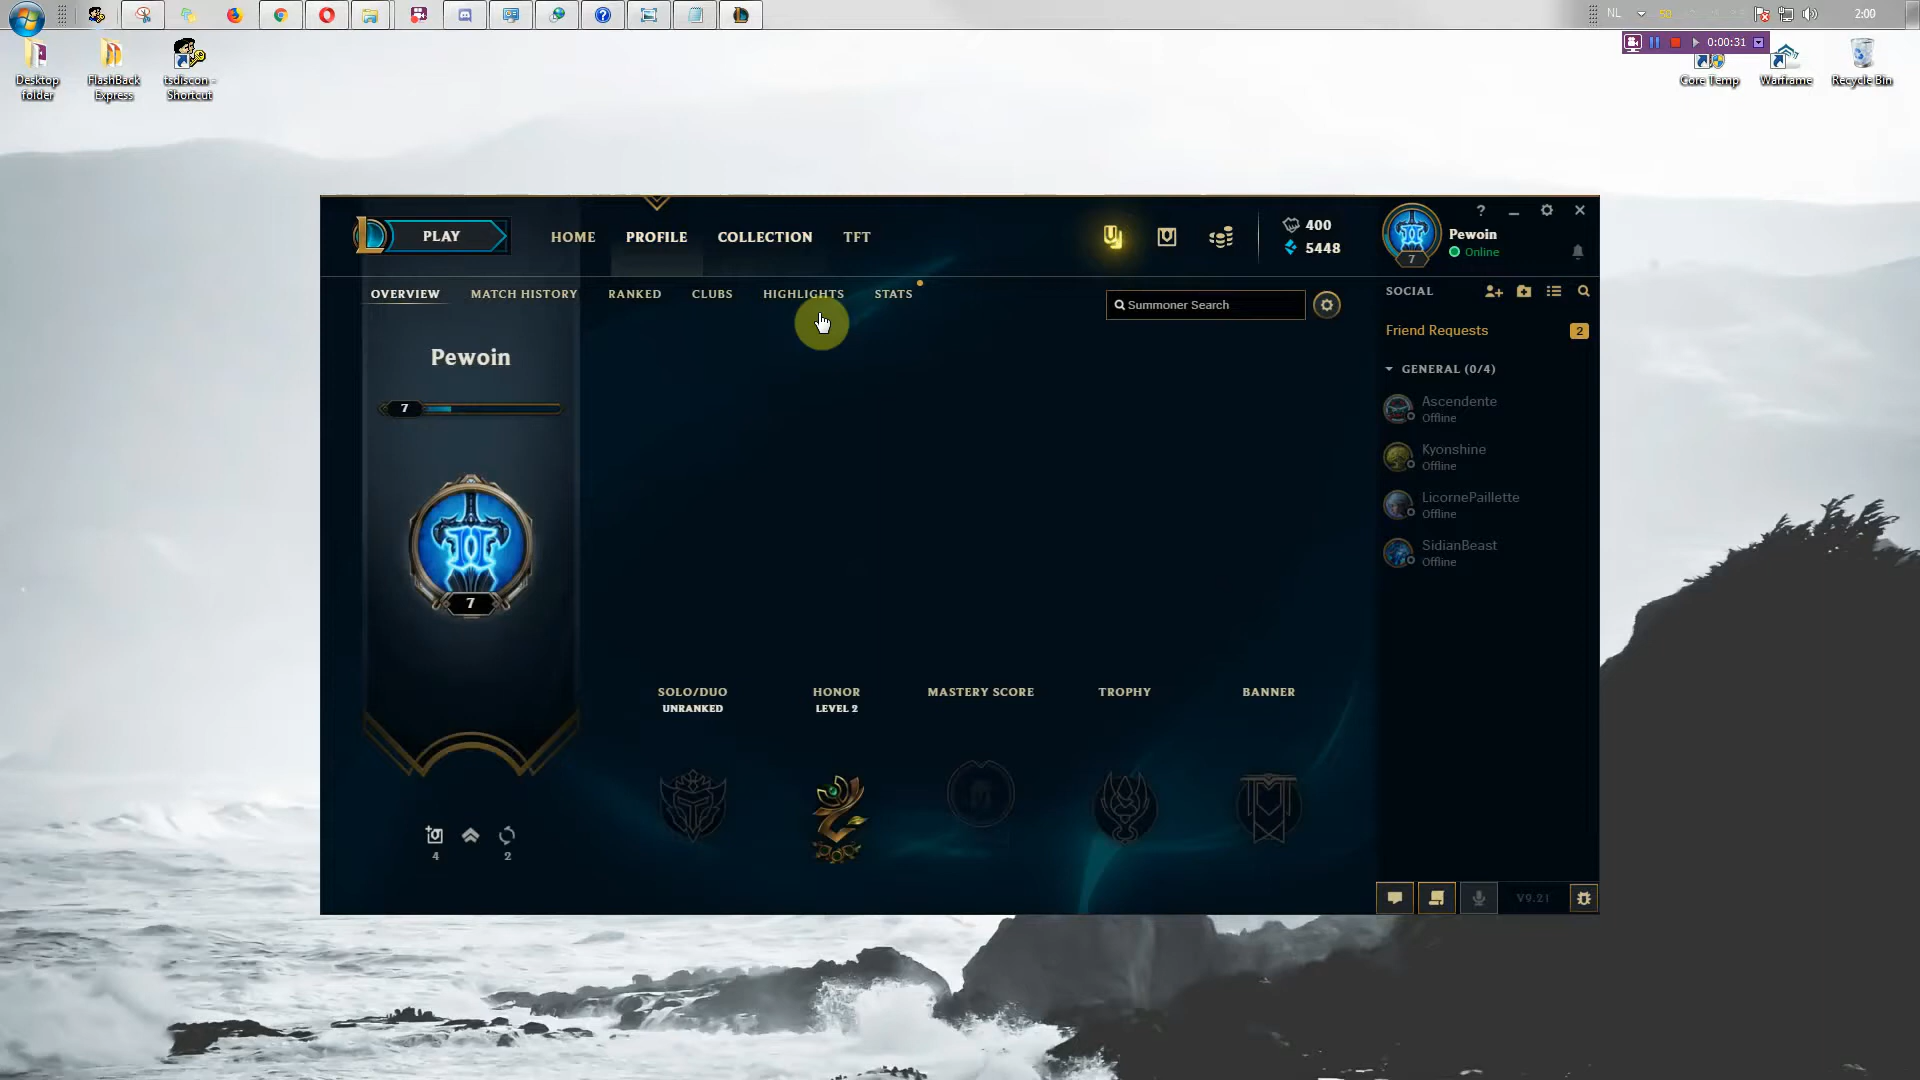 NL
50
2:00
0:00:31
Desktop
folder
FlashBack
Express
tsdiscon -
Shortcut
Core Temp
Warframe
Recycle Bin
PLAY
HOME
PROFILE
COLLECTION
TFT
400
5448
7
Pewoin
Online
OVERVIEW
MATCH HISTORY
RANKED
CLUBS
HIGHLIGHTS
STATS
Summoner Search
SOCIAL
Friend Requests
2
GENERAL (0/4)
Ascendente
Offline
Kyonshine
Offline
LicornePaillette
Offline
SidianBeast
Offline
Pewoin
7
7
4
2
SOLO/DUO
UNRANKED
HONOR
LEVEL 2
MASTERY SCORE
TROPHY
BANNER
V9.21